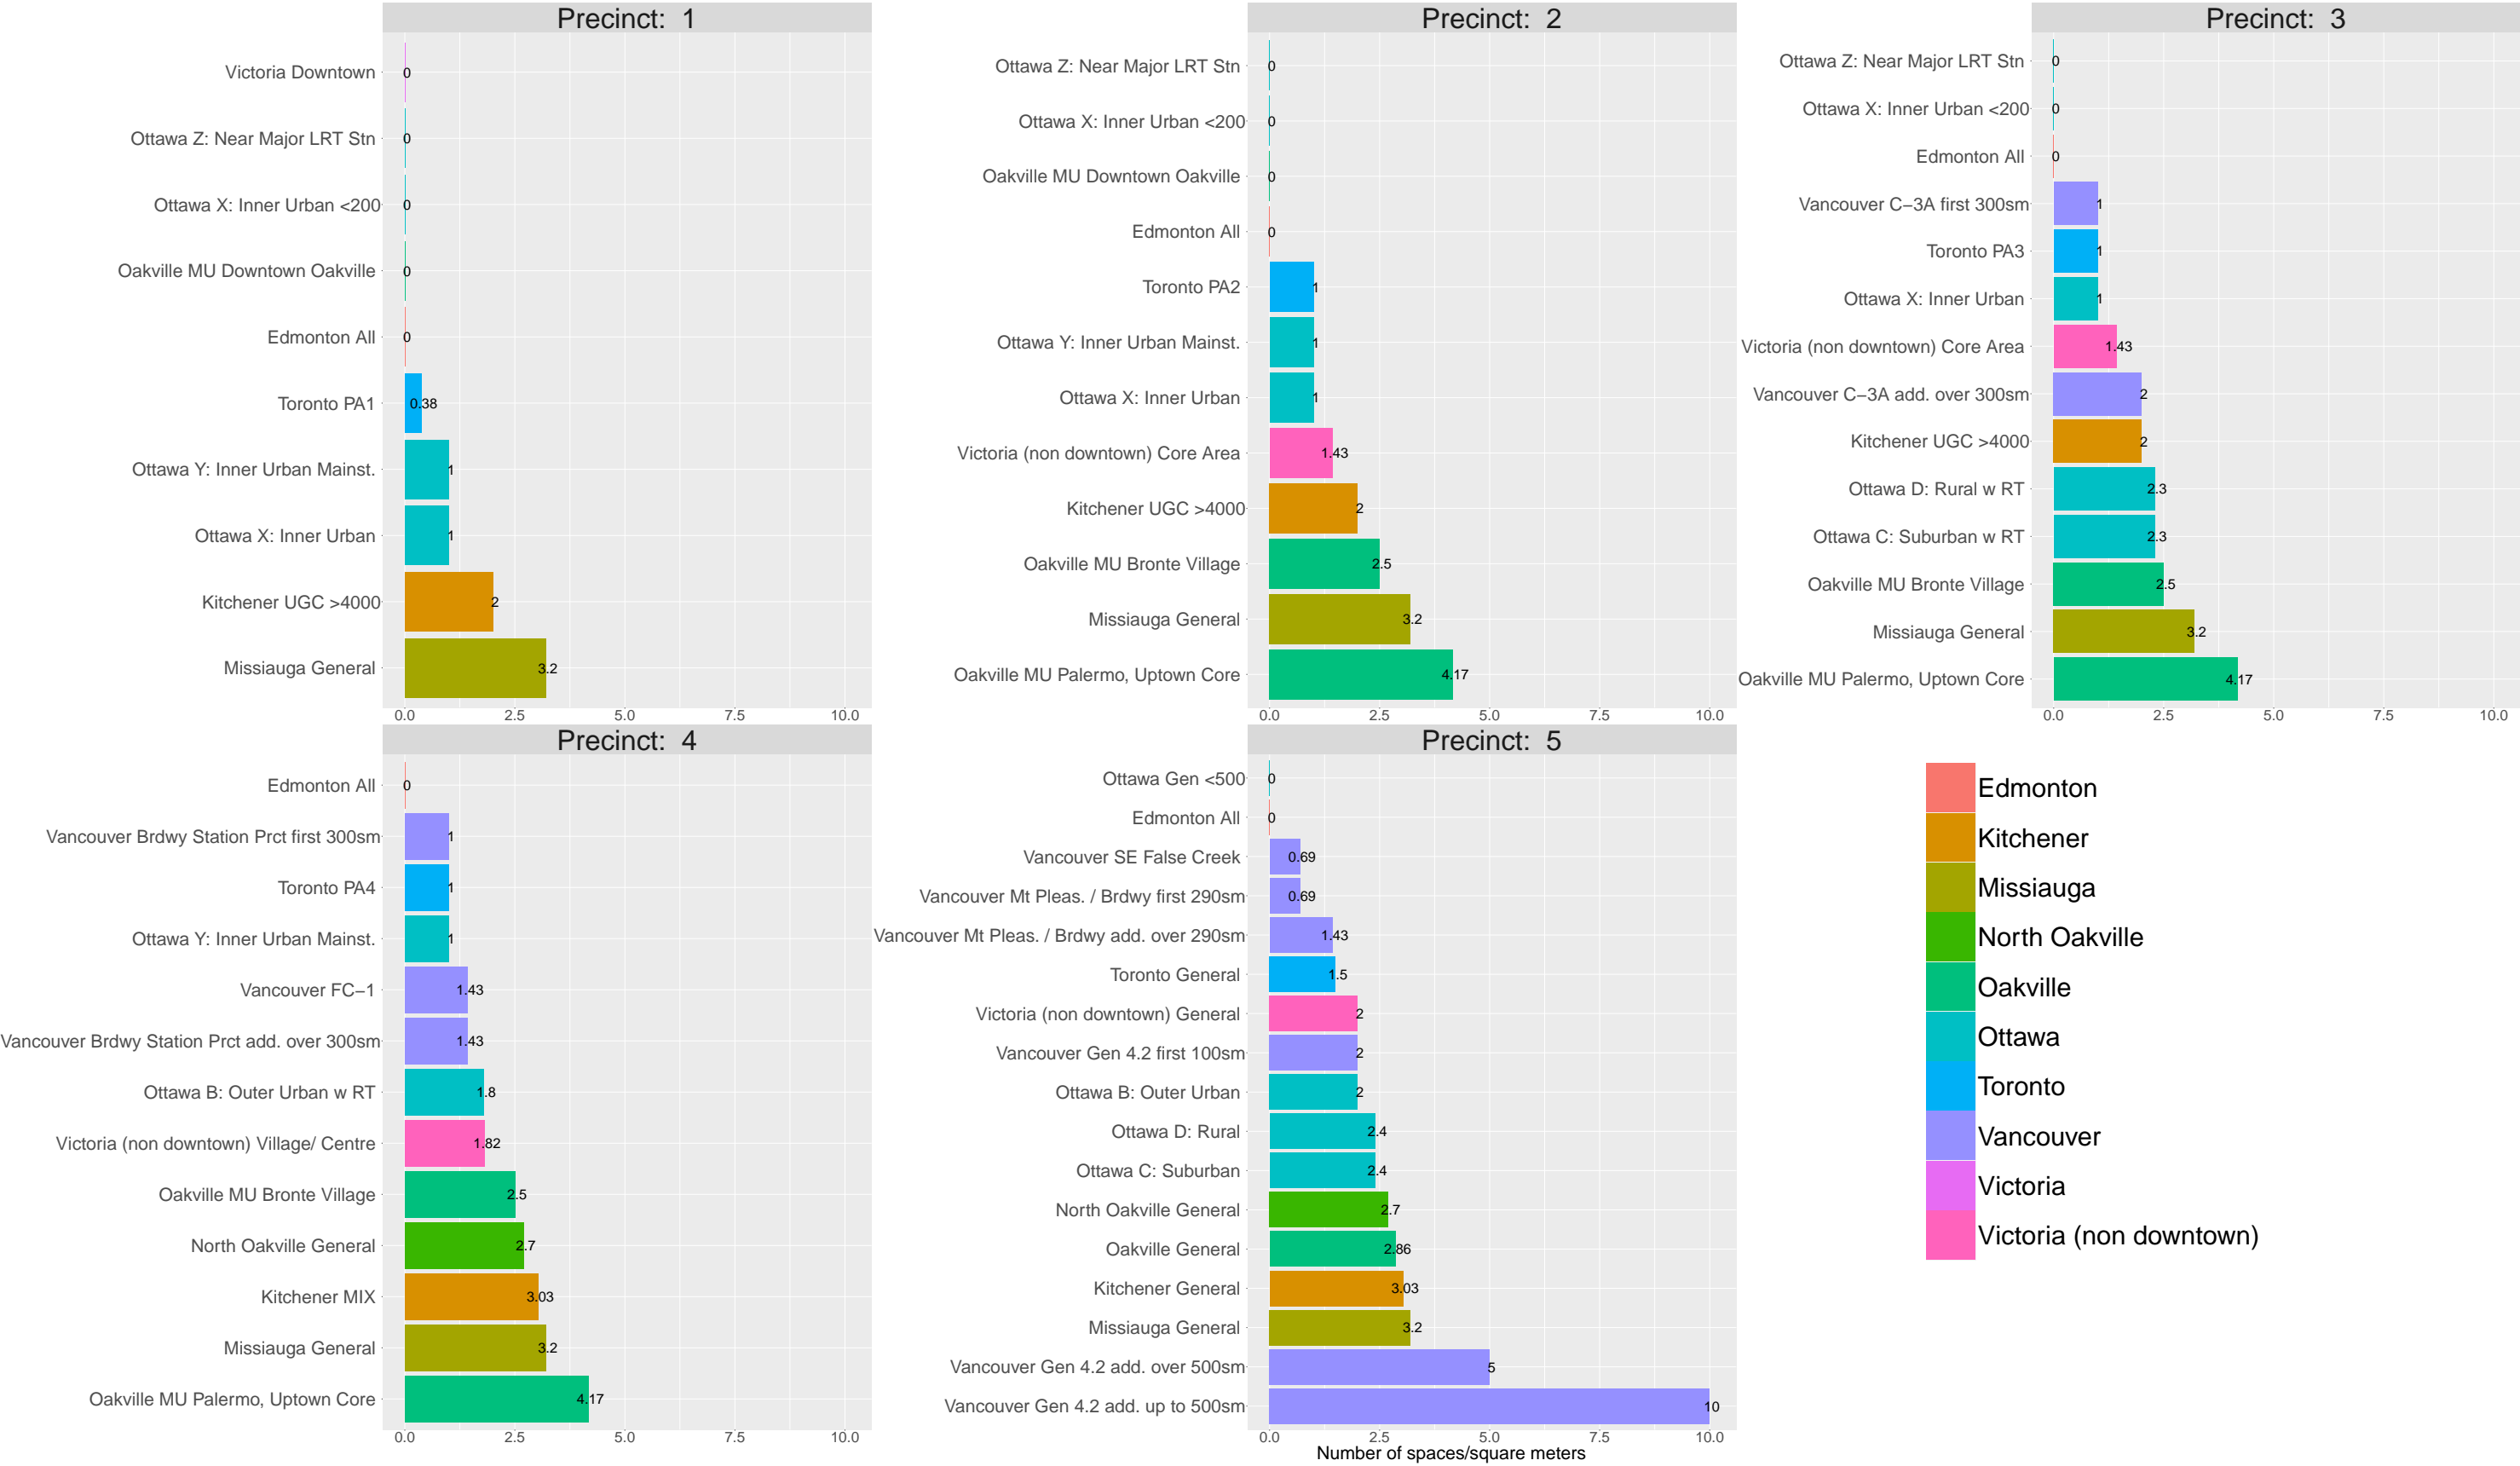 Precinct:  1
Victoria Downtown 0
Ottawa Z: Near Major LRT Stn 0
Ottawa X: Inner Urban <200 0
Oakville MU Downtown Oakville 0
Edmonton All 0
Toronto PA1 0.38
Ottawa Y: Inner Urban Mainst. 1
Ottawa X: Inner Urban 1
Kitchener UGC >4000 2
Missiauga General 3.2
0.0 2.5 5.0 7.5 10.0
Precinct:  2
Ottawa Z: Near Major LRT Stn 0
Ottawa X: Inner Urban <200 0
Oakville MU Downtown Oakville 0
Edmonton All 0
Toronto PA2 1
Ottawa Y: Inner Urban Mainst. 1
Ottawa X: Inner Urban 1
Victoria (non downtown) Core Area 1.43
Kitchener UGC >4000 2
Oakville MU Bronte Village 2.5
Missiauga General 3.2
Oakville MU Palermo, Uptown Core 4.17
0.0 2.5 5.0 7.5 10.0
Precinct:  3
Ottawa Z: Near Major LRT Stn 0
Ottawa X: Inner Urban <200 0
Edmonton All 0
Vancouver C−3A first 300sm 1
Toronto PA3 1
Ottawa X: Inner Urban 1
Victoria (non downtown) Core Area 1.43
Vancouver C−3A add. over 300sm 2
Kitchener UGC >4000 2
Ottawa D: Rural w RT 2.3
Ottawa C: Suburban w RT 2.3
Oakville MU Bronte Village 2.5
Missiauga General 3.2
Oakville MU Palermo, Uptown Core 4.17
0.0 2.5 5.0 7.5 10.0
Precinct:  4
Edmonton All 0
Vancouver Brdwy Station Prct first 300sm 1
Toronto PA4 1
Ottawa Y: Inner Urban Mainst. 1
Vancouver FC−1 1.43
Vancouver Brdwy Station Prct add. over 300sm 1.43
Ottawa B: Outer Urban w RT 1.8
Victoria (non downtown) Village/ Centre 1.82
Oakville MU Bronte Village 2.5
North Oakville General 2.7
Kitchener MIX 3.03
Missiauga General 3.2
Oakville MU Palermo, Uptown Core 4.17
0.0 2.5 5.0 7.5 10.0
Precinct:  5
Ottawa Gen <500 0
Edmonton All 0
Vancouver SE False Creek 0.69
Vancouver Mt Pleas. / Brdwy first 290sm 0.69
Vancouver Mt Pleas. / Brdwy add. over 290sm 1.43
Toronto General 1.5
Victoria (non downtown) General 2
Vancouver Gen 4.2 first 100sm 2
Ottawa B: Outer Urban 2
Ottawa D: Rural 2.4
Ottawa C: Suburban 2.4
North Oakville General 2.7
Oakville General 2.86
Kitchener General 3.03
Missiauga General 3.2
Vancouver Gen 4.2 add. over 500sm 5
Vancouver Gen 4.2 add. up to 500sm 10
0.0 2.5 5.0 7.5 10.0
Number of spaces/square meters
Edmonton
Kitchener
Missiauga
North Oakville
Oakville
Ottawa
Toronto
Vancouver
Victoria
Victoria (non downtown)